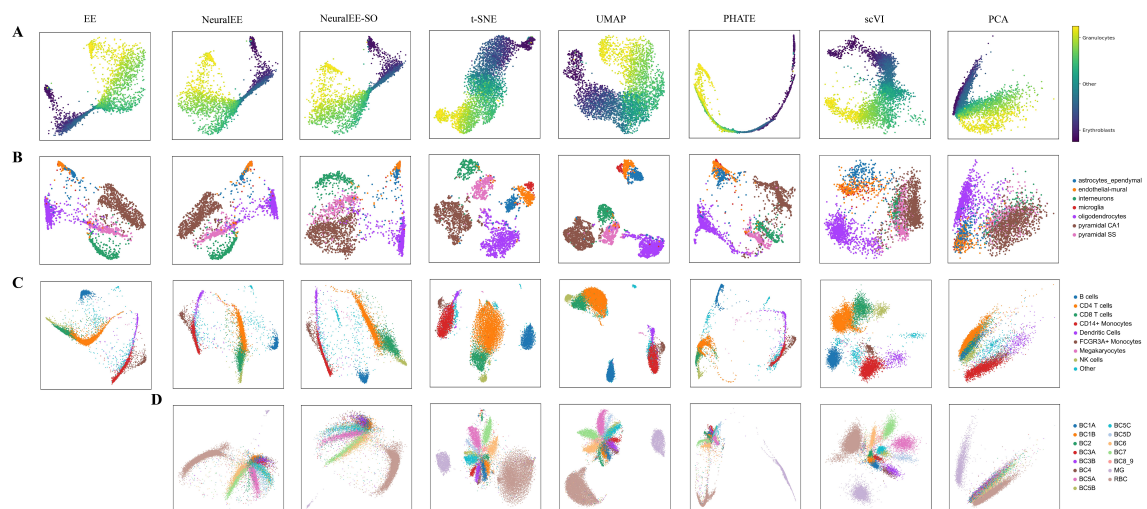 EE NeuralEE NeuralEE-SO t-SNE UMAP PHATE scVI PCA
A
Granulocytes
Other
Erythroblasts
B
astrocytes_ependymal
endothelial-mural
interneurons
microglia
oligodendrocytes
pyramidal CA1
pyramidal SS
C
B cells
CD4 T cells
CD8 T cells
CD14+ Monocytes
Dendritic Cells
FCGR3A+ Monocytes
Megakaryocytes
NK cells
Other
D
BC1A BC5C
BC1B BC5D
BC2 BC6
BC3A BC7
BC3B BC8_9
BC4 MG
BC5A RBC
BC5B